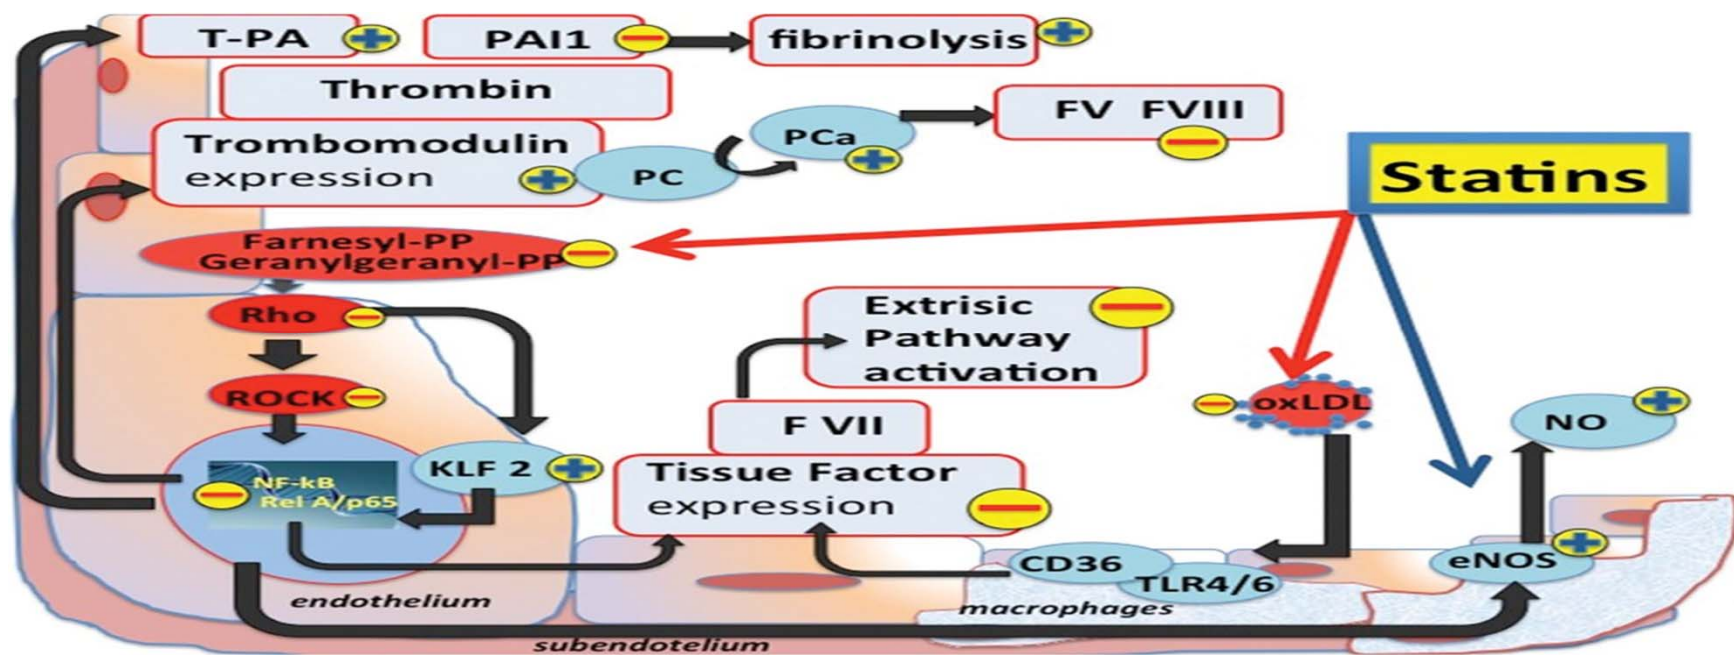 T-PA
PAI1
fibrinolysis
Thrombin
FV FVIII
Trombomodulin
expression
PC
PCa
Statins
Farnesyl-PP
Geranylgeranyl-PP
Rho
ROCK
NF-kB
Rel A/p65
KLF 2
Extrisic
Pathway
activation
F VII
Tissue Factor
expression
oxLDL
NO
CD36
TLR4/6
eNOS
endothelium
macrophages
subendotelium